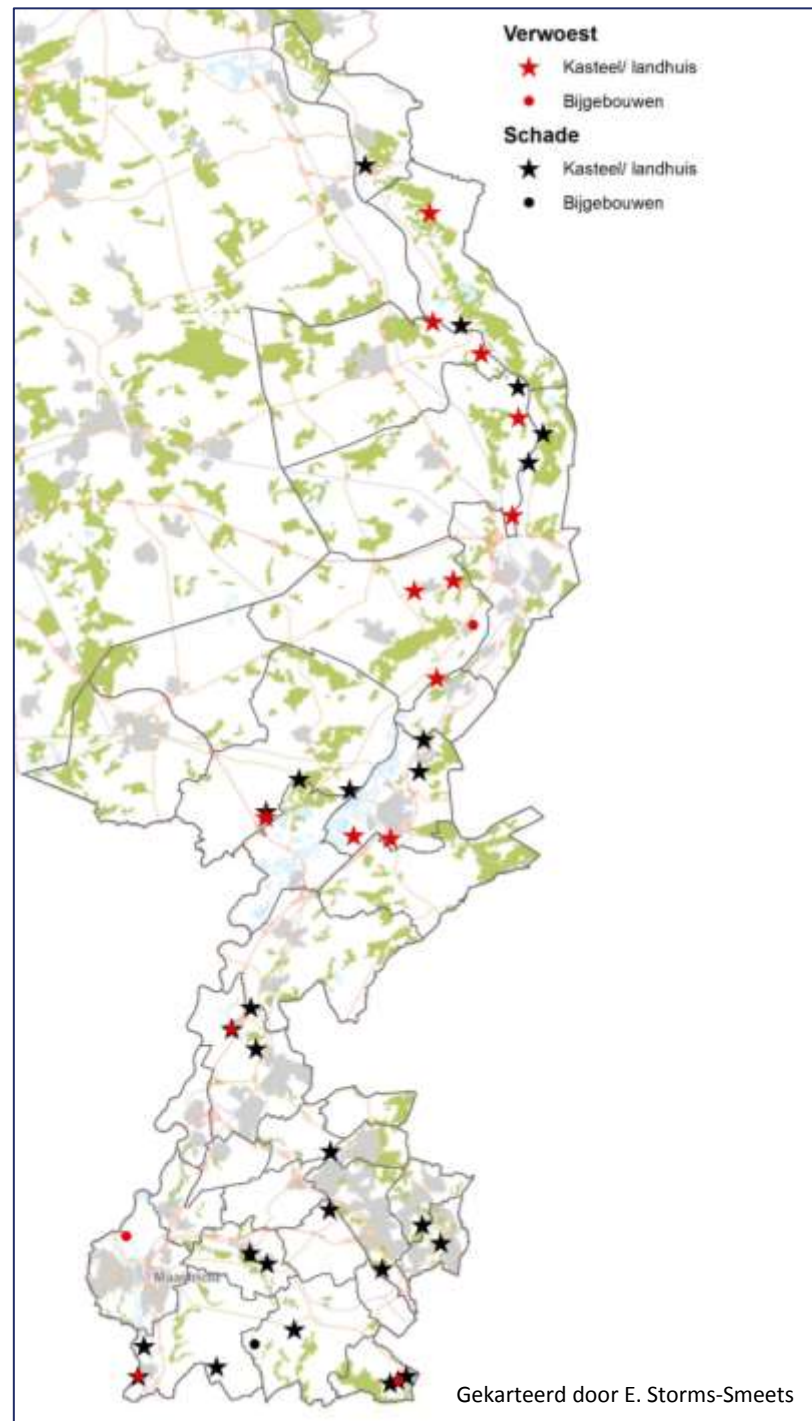 Verwoest
Kasteel/ landhuis
Bijgebouwen
Schade
Kasteel/ landhuis
Bijgebouwen
Maastricht
Gekarteerd door E. Storms-Smeets